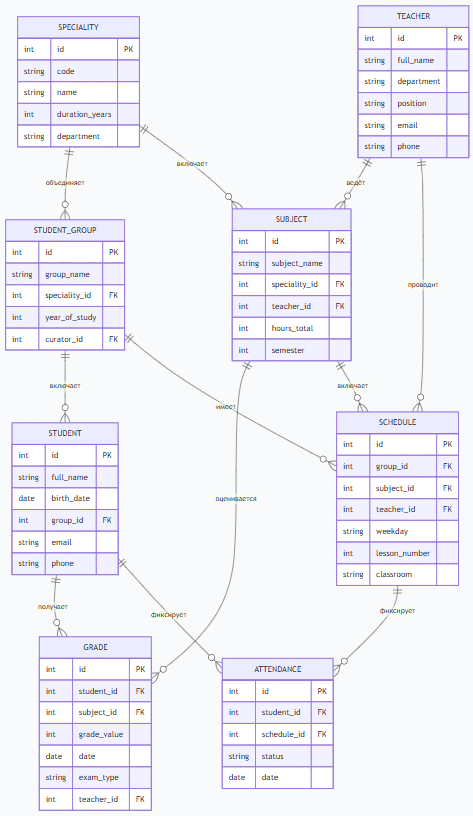 SPECIALITY
int id PK
string code
string name
int duration_years
string department
TEACHER
int id PK
string full_name
string department
string position
string email
string phone
объединяет
включает
ведёт
проводит
STUDENT_GROUP
int id PK
string group_name
int speciality_id FK
int year_of_study
int curator_id FK
SUBJECT
int id PK
string subject_name
int speciality_id FK
int teacher_id FK
int hours_total
int semester
включает
имеет
включает
оценивается
STUDENT
int id PK
string full_name
date birth_date
int group_id FK
string email
string phone
SCHEDULE
int id PK
int group_id FK
int subject_id FK
int teacher_id FK
string weekday
int lesson_number
string classroom
получает
фиксирует
фиксирует
GRADE
int id PK
int student_id FK
int subject_id FK
int grade_value
date date
string exam_type
int teacher_id FK
ATTENDANCE
int id PK
int student_id FK
int schedule_id FK
string status
date date